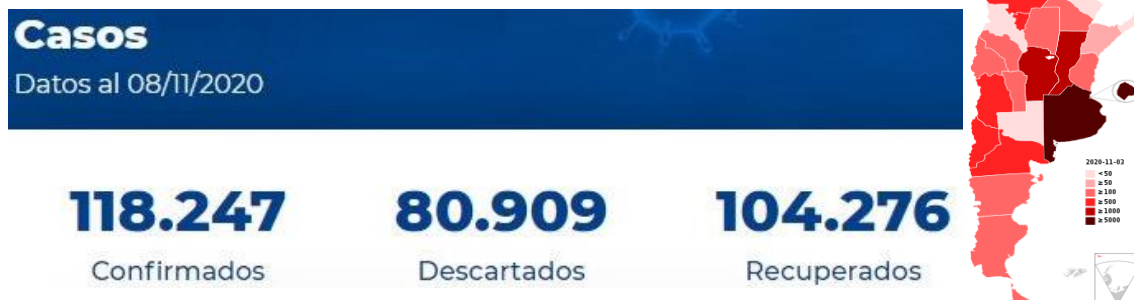 Casos
Datos al 08/11/2020
118.247 80.909 104.276
Confirmados Descartados Recuperados
2020-11-03
<50
≥50
≥100
≥500
≥1000
≥5000